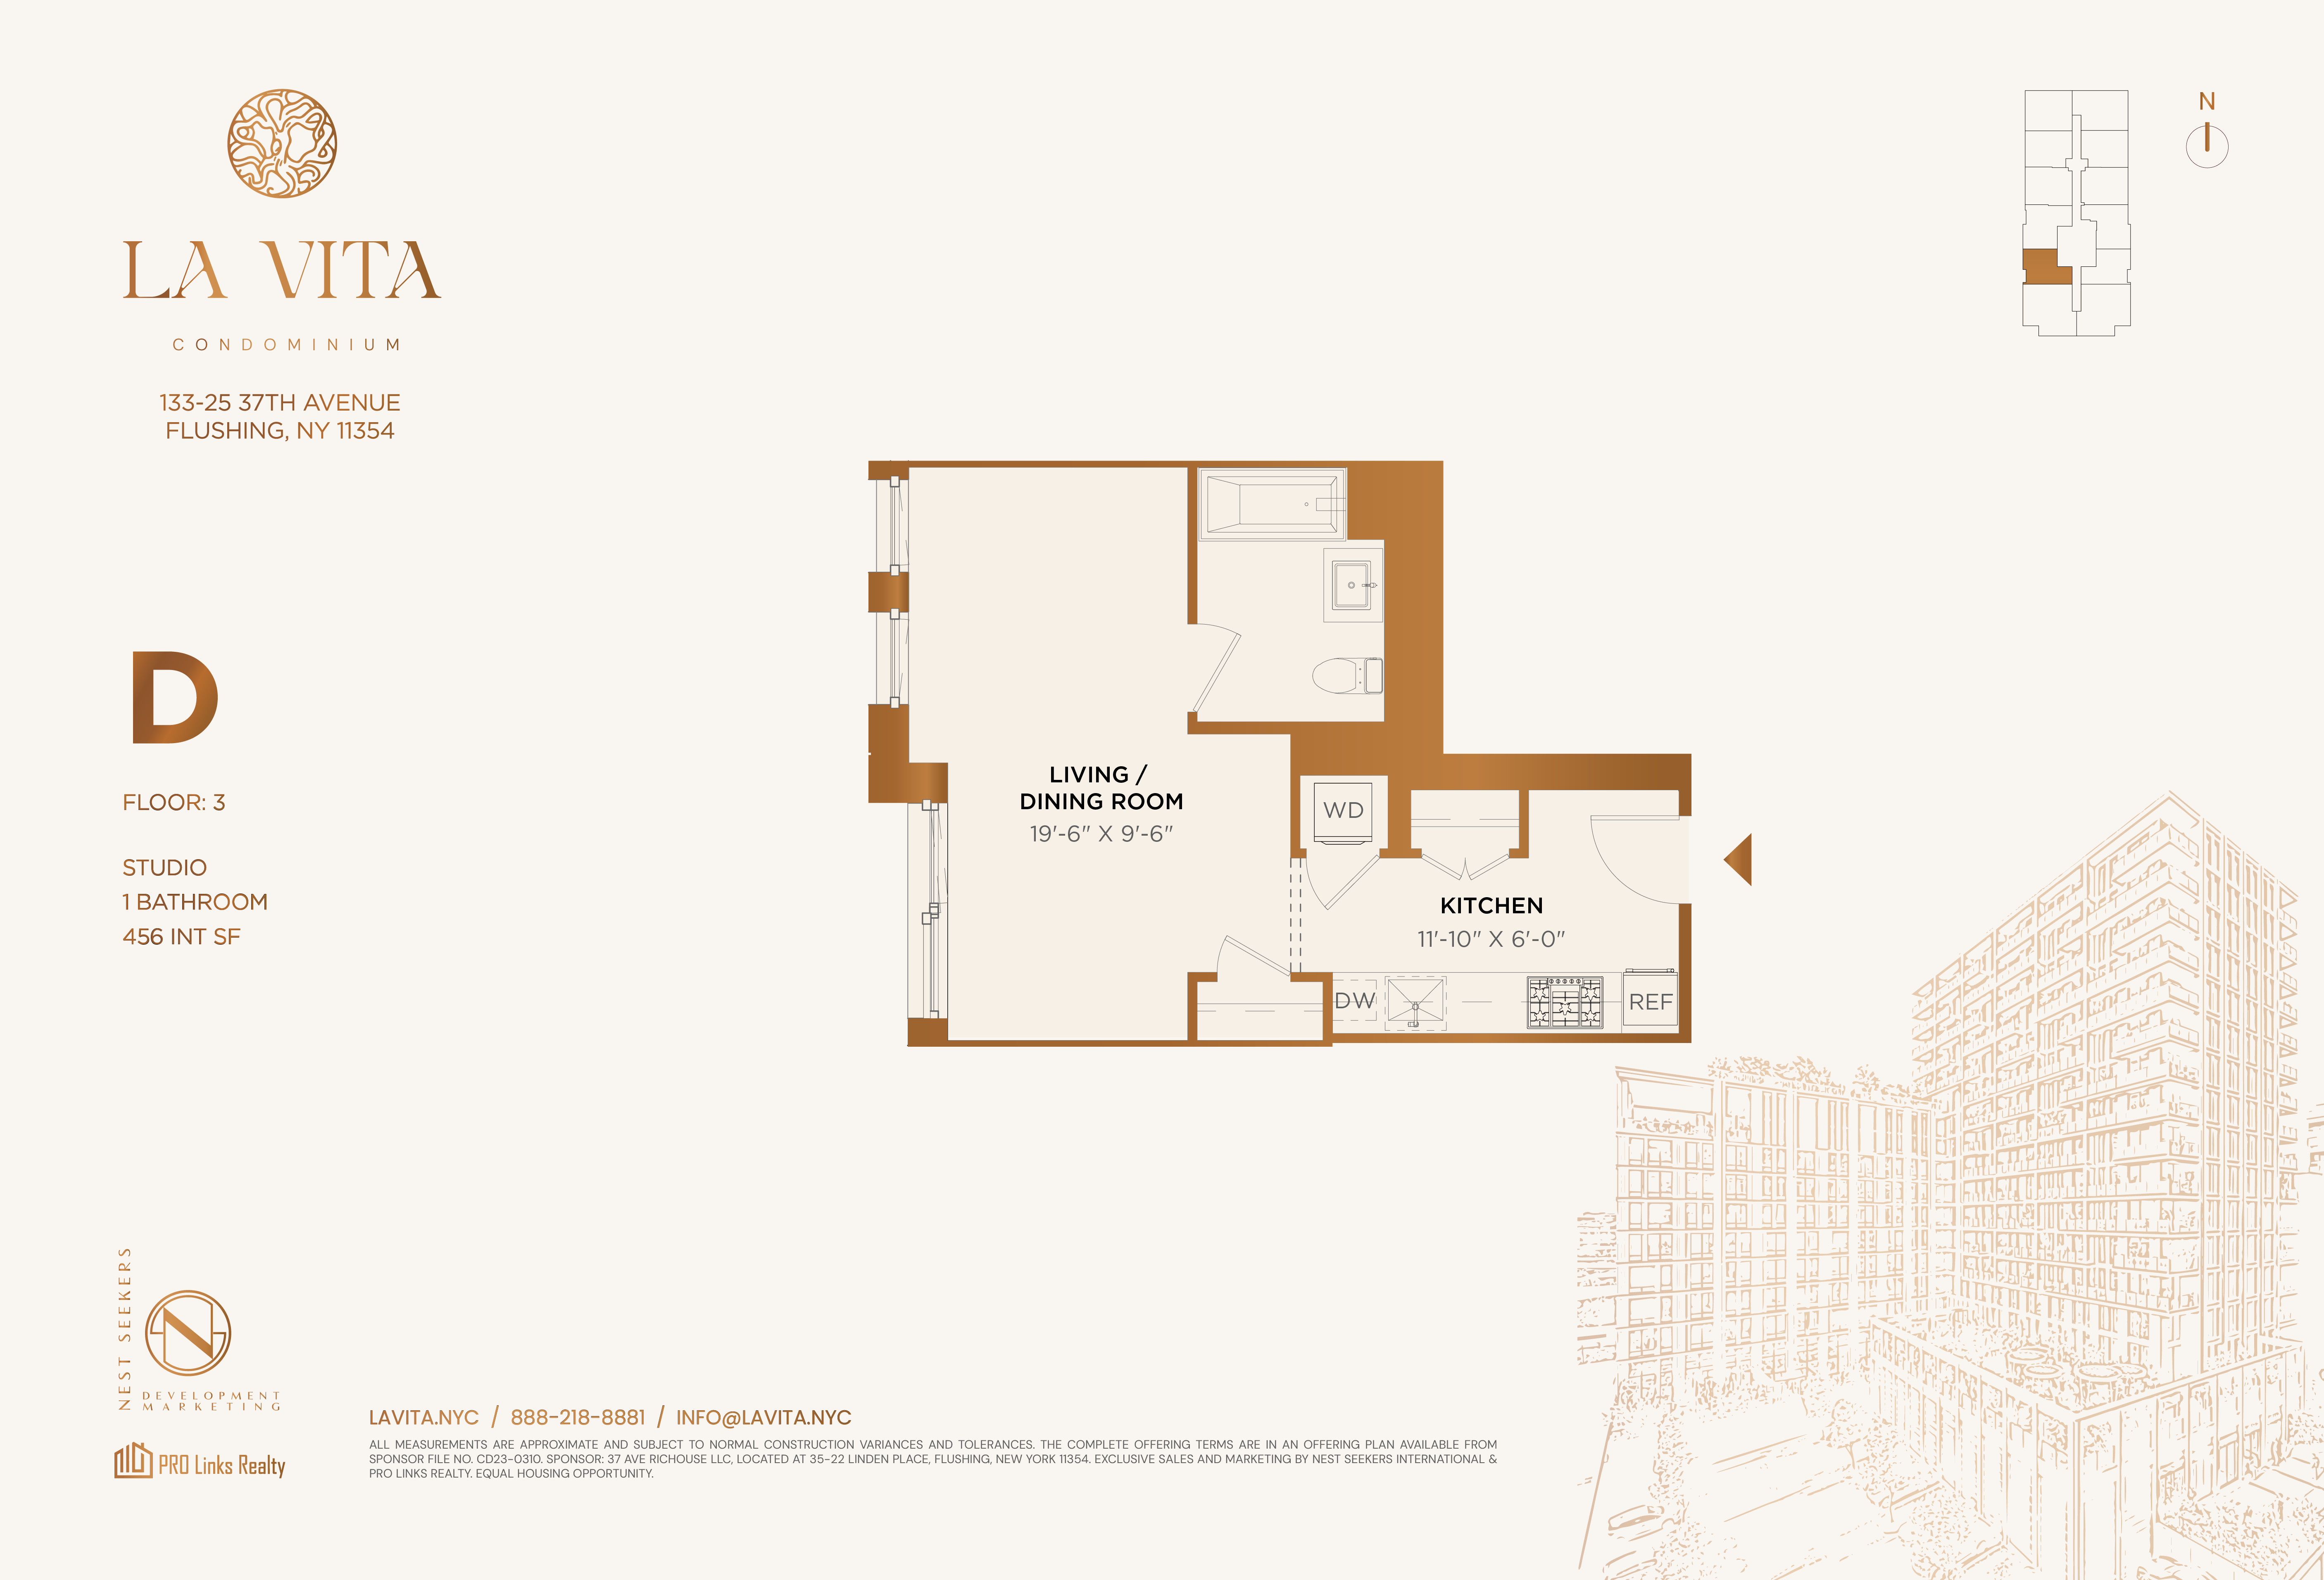 LA VITA
CONDOMINIUM
133-25 37TH AVENUE
FLUSHING, NY 11354
N
D
FLOOR: 3
STUDIO
1 BATHROOM
456 INT SF
LIVING /
DINING ROOM
19'-6" X 9'-6"
WD
KITCHEN
11'-10" X 6'-0"
DW
REF
NEST SEEKERS
N
DEVELOPMENT
MARKETING
PRO Links Realty
LAVITA.NYC / 888-218-8881 / INFO@LAVITA.NYC
ALL MEASUREMENTS ARE APPROXIMATE AND SUBJECT TO NORMAL CONSTRUCTION VARIANCES AND TOLERANCES. THE COMPLETE OFFERING TERMS ARE IN AN OFFERING PLAN AVAILABLE FROM
SPONSOR FILE NO. CD23-0310. SPONSOR: 37 AVE RICHOUSE LLC, LOCATED AT 35-22 LINDEN PLACE, FLUSHING, NEW YORK 11354. EXCLUSIVE SALES AND MARKETING BY NEST SEEKERS INTERNATIONAL &
PRO LINKS REALTY. EQUAL HOUSING OPPORTUNITY.